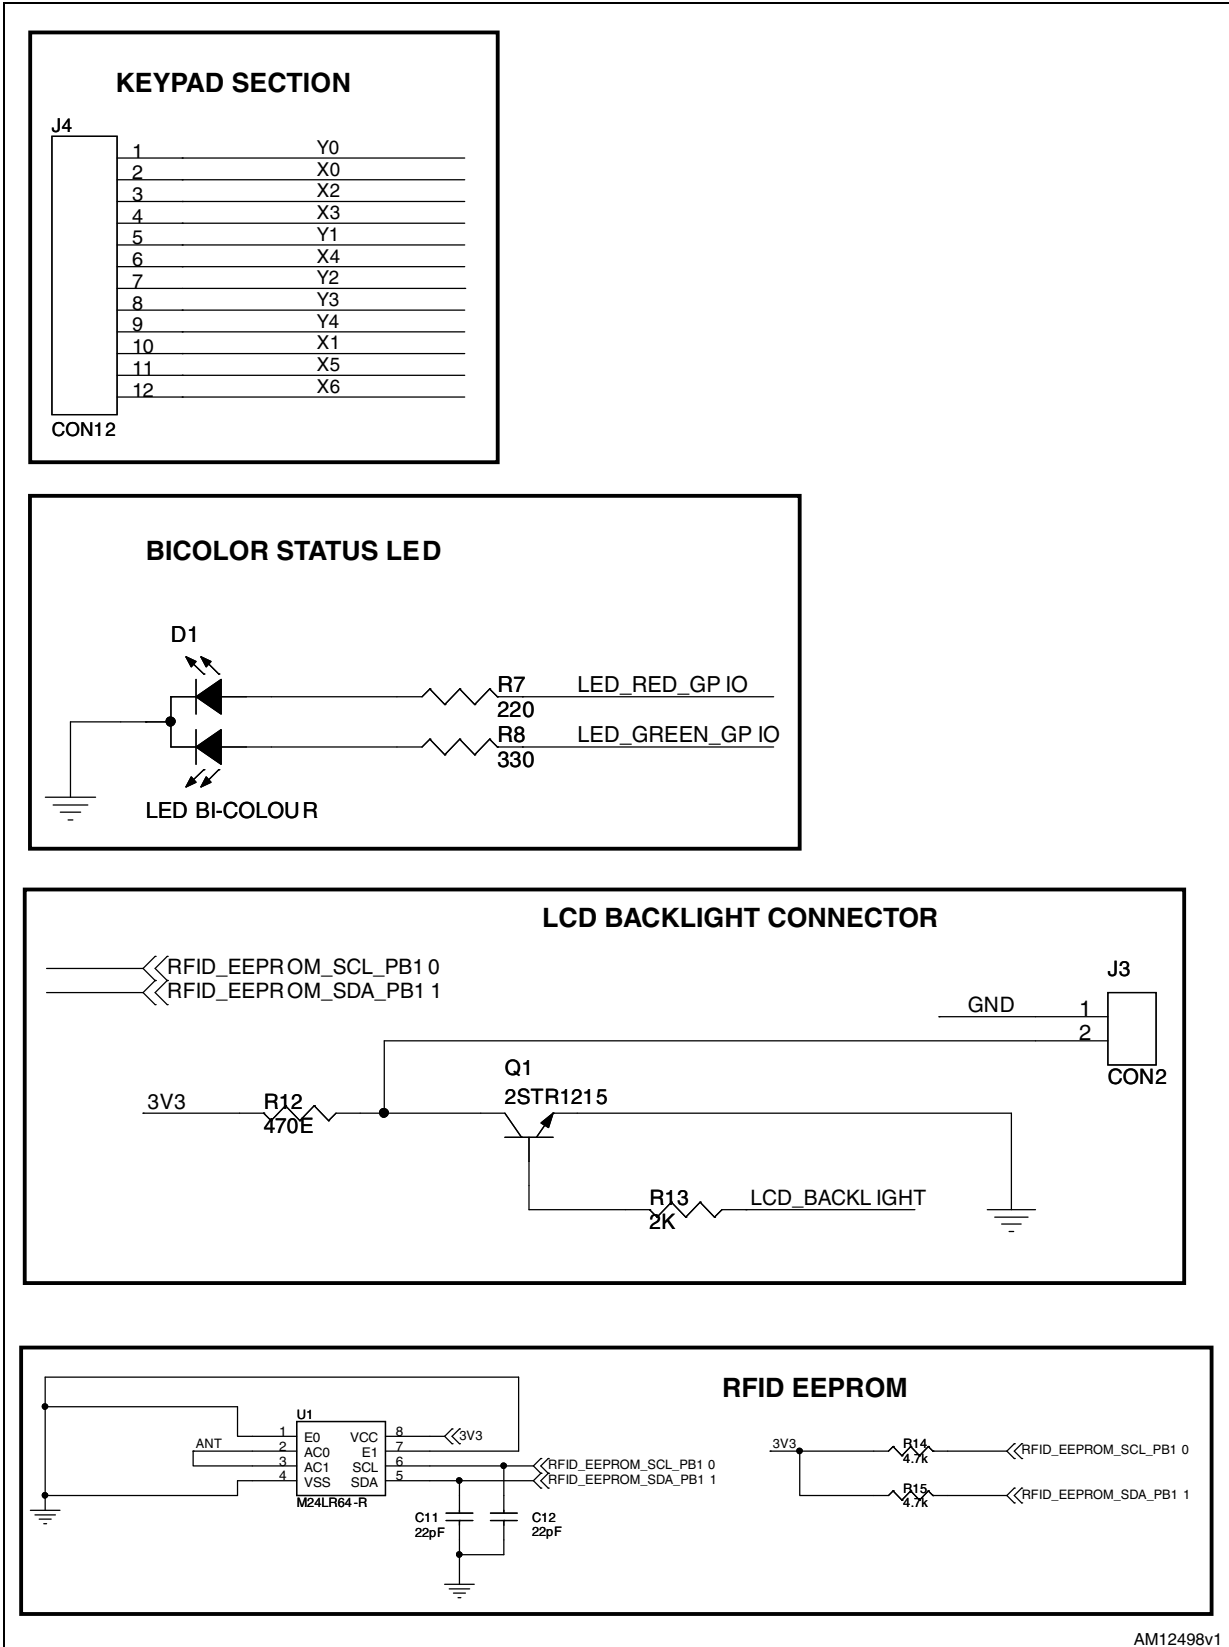 KEYPAD SECTION
J4
1 Y0
2 X0
3 X2
4 X3
5 Y1
6 X4
7 Y2
8 Y3
9 Y4
10 X1
11 X5
12 X6
CON12
BICOLOR STATUS LED
D1
R7 LED_RED_GPIO
220
R8 LED_GREEN_GPIO
330
LED BI-COLOUR
LCD BACKLIGHT CONNECTOR
RFID_EEPROM_SCL_PB10
RFID_EEPROM_SDA_PB11
J3
GND 1
2
CON2
Q1
2STR1215
3V3 R12
470E
R13 LCD_BACKLIGHT
2K
RFID EEPROM
U1
1 E0 VCC 8 3V3
ANT 2 AC0 E1 7
3 AC1 SCL 6 RFID_EEPROM_SCL_PB10
4 VSS SDA 5 RFID_EEPROM_SDA_PB11
M24LR64-R
C11 C12
22pF 22pF
3V3 R14 RFID_EEPROM_SCL_PB10
4.7k
R15 RFID_EEPROM_SDA_PB11
4.7k
AM12498v1